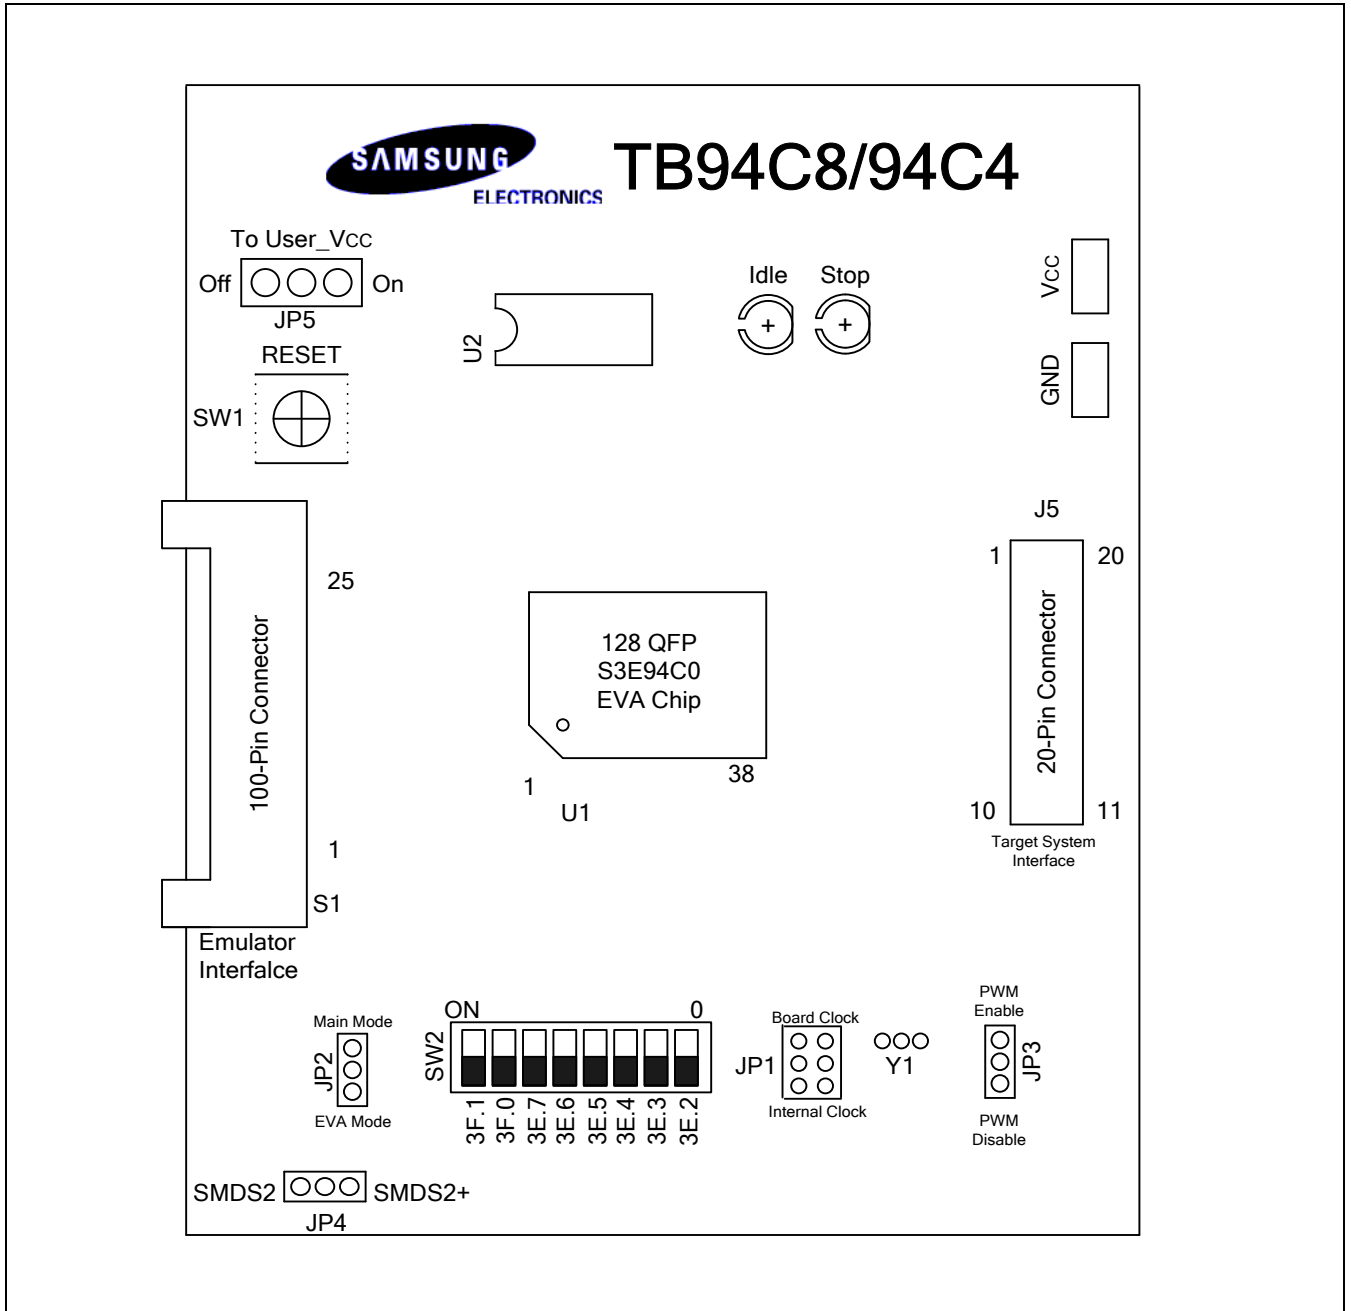 SAMSUNG
ELECTRONICS
TB94C8/94C4
To User_VCC
Off
On
JP5
RESET
SW1
U2
Idle
Stop
VCC
GND
25
100-Pin Connector
1
S1
Emulator
Interfalce
128 QFP
S3E94C0
EVA Chip
1
38
U1
J5
1
20
20-Pin Connector
10
11
Target System
Interface
Main Mode
JP2
EVA Mode
ON
0
SW2
3F.1
3F.0
3E.7
3E.6
3E.5
3E.4
3E.3
3E.2
Board Clock
JP1
Internal Clock
Y1
PWM
Enable
JP3
PWM
Disable
SMDS2
SMDS2+
JP4